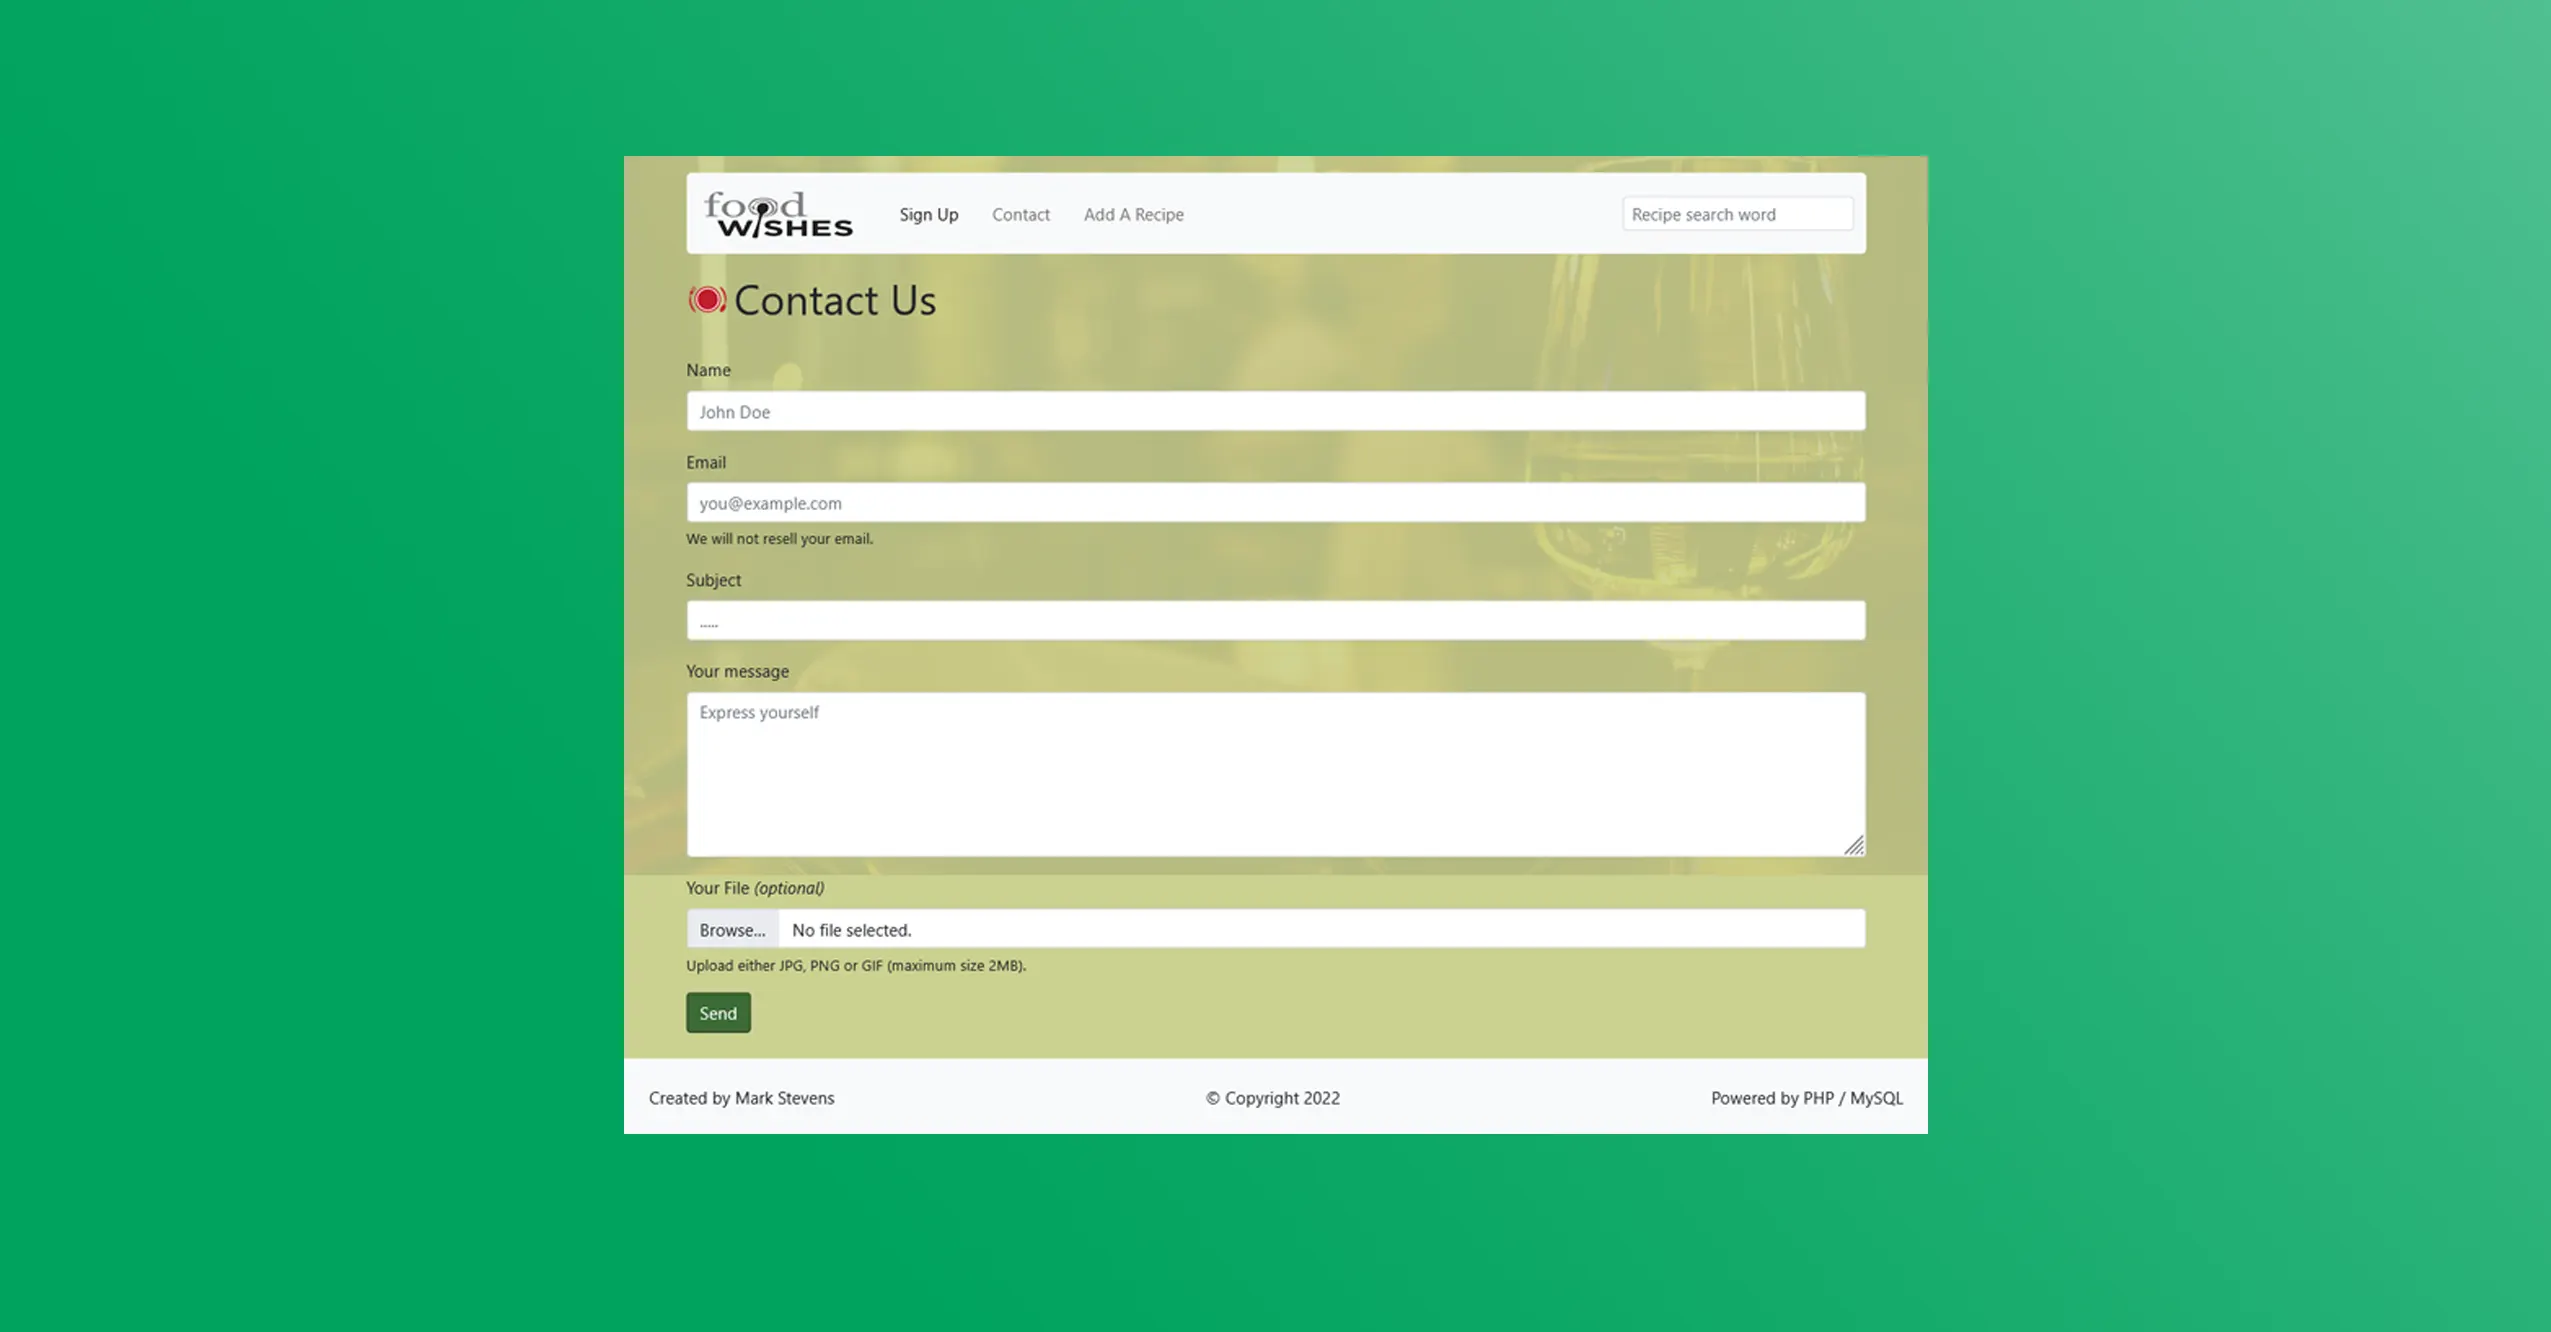 food
WISHES
Sign Up Contact Add A Recipe Recipe search word
Contact Us
Name
John Doe
Email
you@example.com
We will not resell your email.
Subject
.....
Your message
Express yourself
Your File (optional)
Browse... No file selected.
Upload either JPG, PNG or GIF (maximum size 2MB).
Send
Created by Mark Stevens © Copyright 2022 Powered by PHP / MySQL